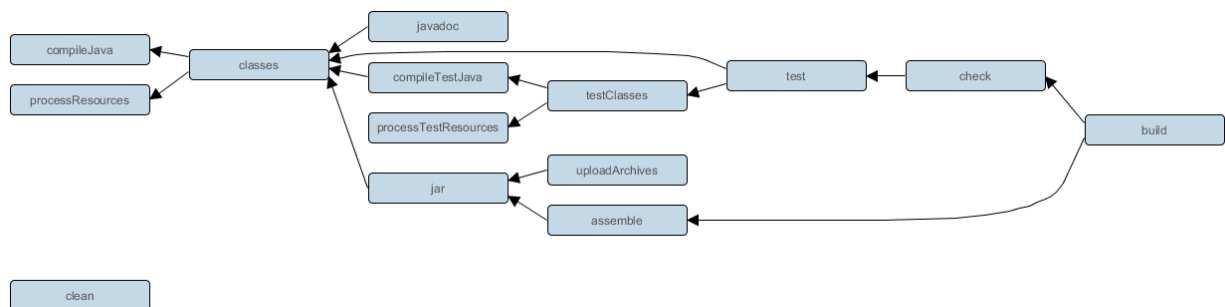 javadoc
compileJava
classes
test
check
compileTestJava
testClasses
processResources
processTestResources
build
uploadArchives
jar
assemble
clean